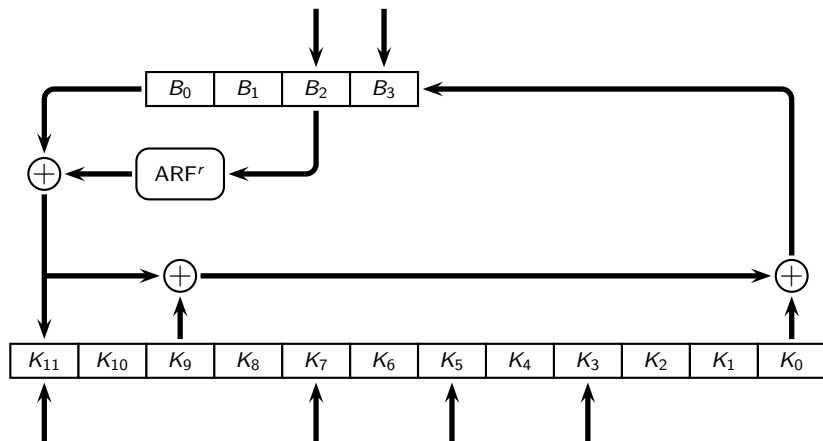 B₀ B₁ B₂ B₃
+ ARFʳ
+ +
K₁₁ K₁₀ K₉ K₈ K₇ K₆ K₅ K₄ K₃ K₂ K₁ K₀